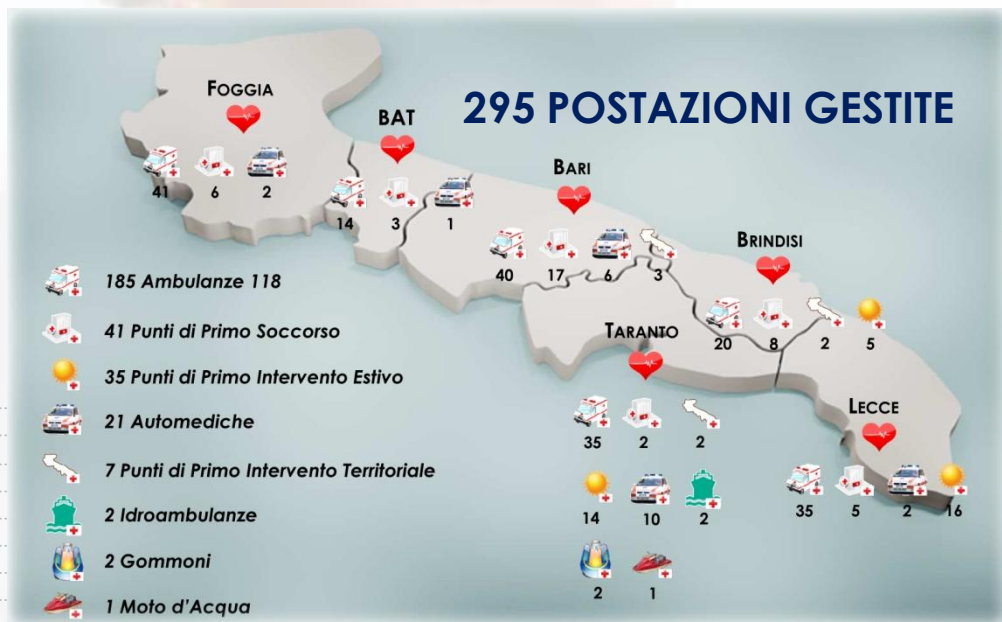 295 POSTAZIONI GESTITE
FOGGIA
41 6 2
BAT
14 3 1
BARI
40 17 6 3
BRINDISI
20 8 2 5
TARANTO
35 2 2
14 10 2
2 1
LECCE
35 5 2 16
185 Ambulanze 118
41 Punti di Primo Soccorso
35 Punti di Primo Intervento Estivo
21 Automediche
7 Punti di Primo Intervento Territoriale
2 Idroambulanze
2 Gommoni
1 Moto d'Acqua